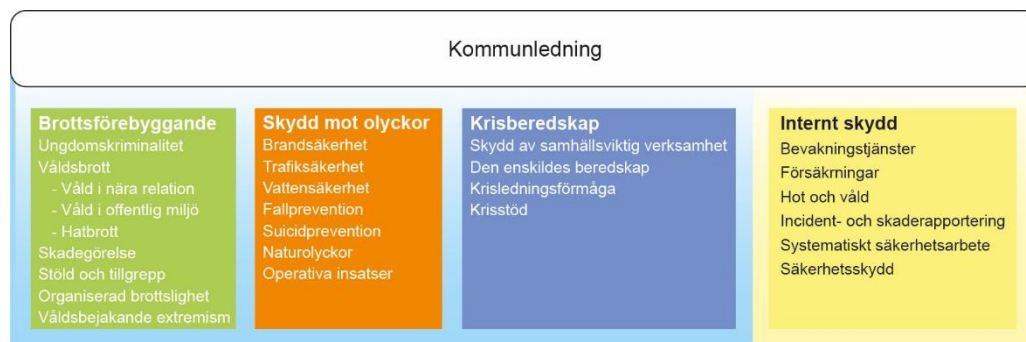 Kommunledning
Brottsförebyggande
Ungdomskriminalitet
Våldsbrott
- Våld i nära relation
- Våld i offentlig miljö
- Hatbrott
Skadegörelse
Stöld och tillgrepp
Organiserad brottslighet
Våldsbejakande extremism
Skydd mot olyckor
Brandsäkerhet
Trafiksäkerhet
Vattensäkerhet
Fallprevention
Suicidprevention
Naturolyckor
Operativa insatser
Krisberedskap
Skydd av samhällsviktig verksamhet
Den enskildes beredskap
Krisledningsförmåga
Krisstöd
Internt skydd
Bevakningstjänster
Försäkrningar
Hot och våld
Incident- och skaderapportering
Systematiskt säkerhetsarbete
Säkerhetsskydd